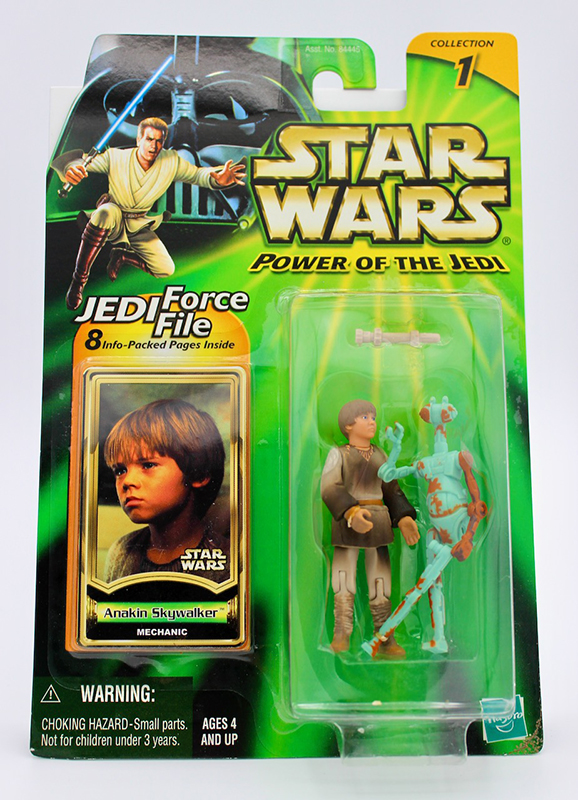 Asst. No. 84445
COLLECTION
1
STAR
WARS®
POWER OF THE JEDI
JEDI Force
File
8 Info-Packed Pages Inside
STAR
WARS
Anakin Skywalker™
MECHANIC
⚠ WARNING:
CHOKING HAZARD-Small parts.
Not for children under 3 years.
AGES 4
AND UP
Hasbro